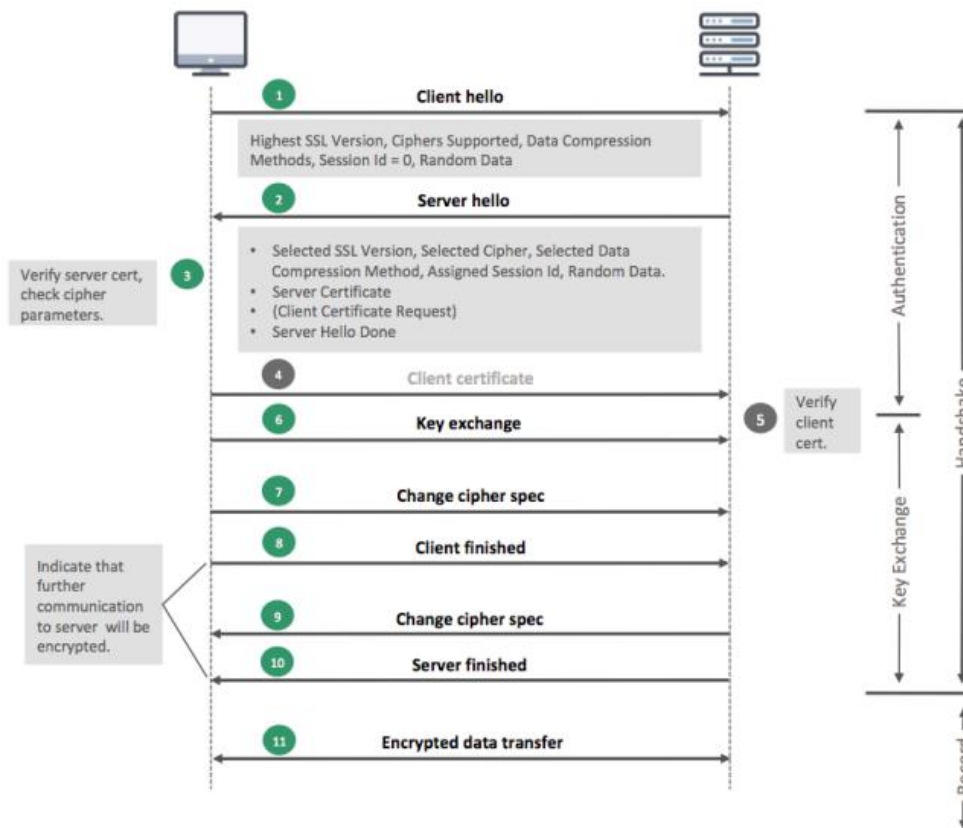 1
Client hello
Highest SSL Version, Ciphers Supported, Data Compression
Methods, Session Id = 0, Random Data
2
Server hello
Verify server cert,
check cipher
parameters.
3
• Selected SSL Version, Selected Cipher, Selected Data
Compression Method, Assigned Session Id, Random Data.
• Server Certificate
• (Client Certificate Request)
• Server Hello Done
4
Client certificate
5
Verify
client
cert.
6
Key exchange
7
Change cipher spec
8
Client finished
Indicate that
further
communication
to server will be
encrypted.
9
Change cipher spec
10
Server finished
11
Encrypted data transfer
Authentication
Key Exchange
Handshake
Record